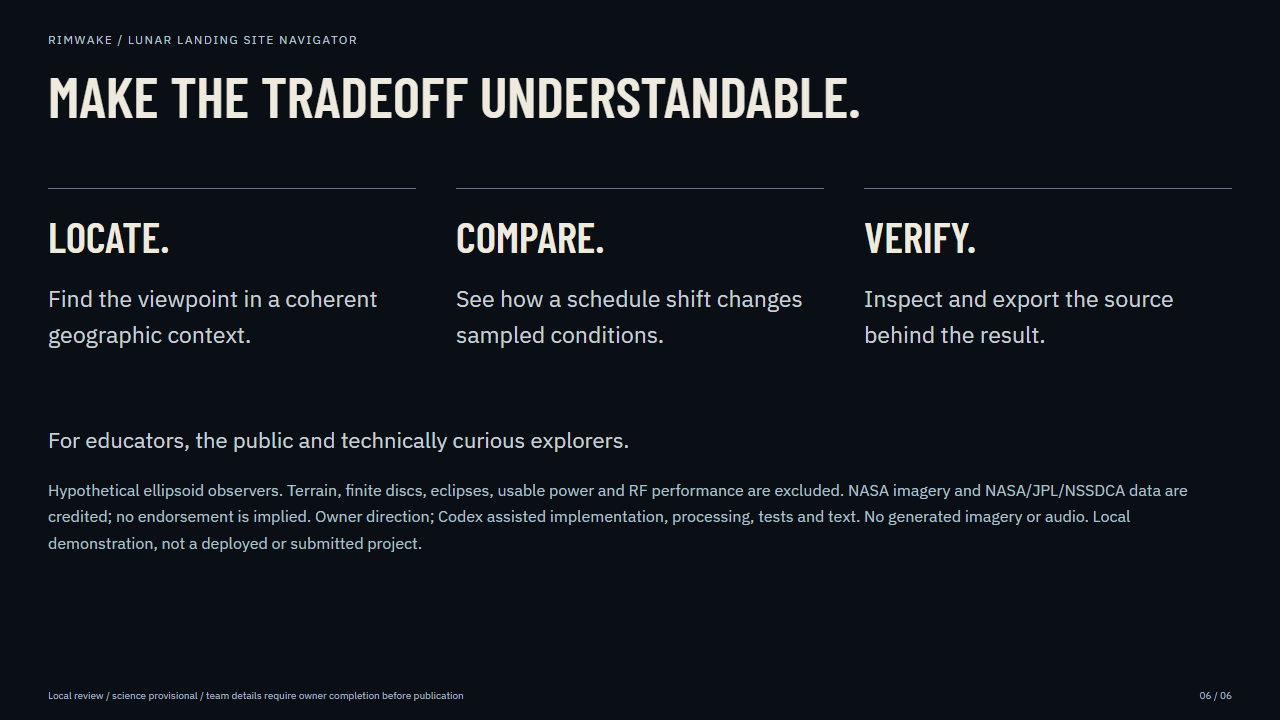 RIMWAKE / LUNAR LANDING SITE NAVIGATOR
MAKE THE TRADEOFF UNDERSTANDABLE.
LOCATE.
Find the viewpoint in a coherent
geographic context.
COMPARE.
See how a schedule shift changes
sampled conditions.
VERIFY.
Inspect and export the source
behind the result.
For educators, the public and technically curious explorers.
Hypothetical ellipsoid observers. Terrain, finite discs, eclipses, usable power and RF performance are excluded. NASA imagery and NASA/JPL/NSSDCA data are
credited; no endorsement is implied. Owner direction; Codex assisted implementation, processing, tests and text. No generated imagery or audio. Local
demonstration, not a deployed or submitted project.
Local review / science provisional / team details require owner completion before publication
06 / 06